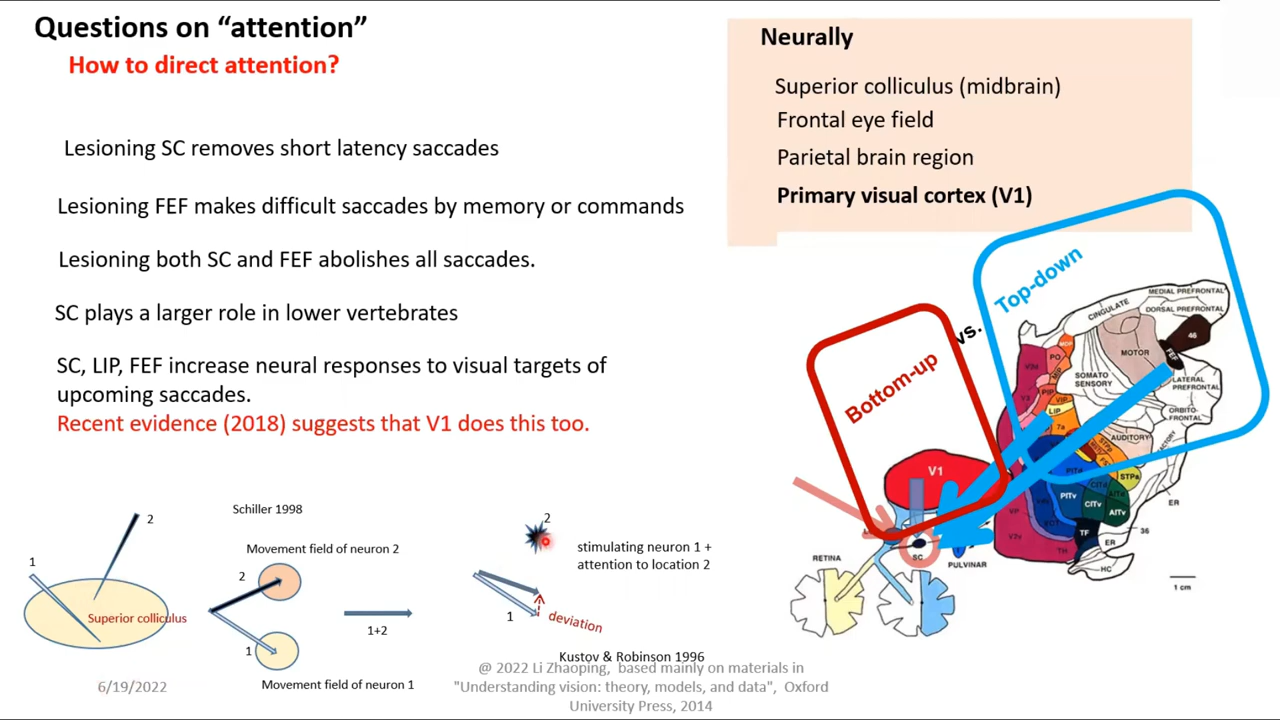 Questions on “attention”
How to direct attention?
Lesioning SC removes short latency saccades
Lesioning FEF makes difficult saccades by memory or commands
Lesioning both SC and FEF abolishes all saccades.
SC plays a larger role in lower vertebrates
SC, LIP, FEF increase neural responses to visual targets of
upcoming saccades.
Recent evidence (2018) suggests that V1 does this too.
Neurally
Superior colliculus (midbrain)
Frontal eye field
Parietal brain region
Primary visual cortex (V1)
Top-down
vs.
Bottom-up
MEDIAL PREFRONTAL
CINGULATE
DORSAL PREFRONTAL
46
MOTOR
FEF
PO
MIP
SOMATO
SENSORY
LATERAL
PREFRONTAL
PIP
VIP
LIP
7a
ORBITO
FRONTAL
AUDITORY
STPp
STPa
PITv
CITv
AITv
V1
ER
36
VP
TF
ER
TH
HC
RETINA
SC
PULVINAR
1 cm
Schiller 1998
1
2
Superior colliculus
Movement field of neuron 2
2
1
Movement field of neuron 1
1+2
2
stimulating neuron 1 +
attention to location 2
1
deviation
Kustov & Robinson 1996
6/19/2022
@ 2022 Li Zhaoping, based mainly on materials in
"Understanding vision: theory, models, and data", Oxford
University Press, 2014